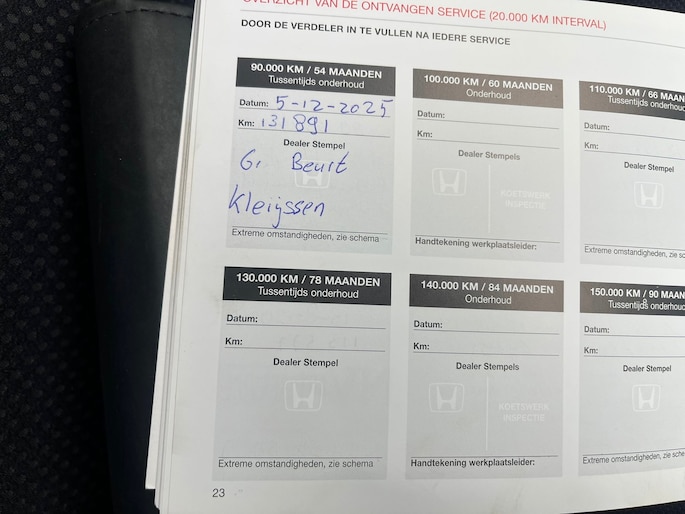 OVERZICHT VAN DE ONTVANGEN SERVICE (20.000 KM INTERVAL)
DOOR DE VERDELER IN TE VULLEN NA IEDERE SERVICE
90.000 KM / 54 MAANDEN
Tussentijds onderhoud
Datum: 5-12-2025
Km: 131891
Dealer Stempel
G. Beurt
Kleijssen
Extreme omstandigheden, zie schema
100.000 KM / 60 MAANDEN
Onderhoud
Datum:
Km:
Dealer Stempels
KOETSWERK
INSPECTIE
Handtekening werkplaatsleider:
110.000 KM / 66 MAAN
Tussentijds onderhoud
Datum:
Km:
Dealer Stempel
Extreme omstandigheden, zie sc
130.000 KM / 78 MAANDEN
Tussentijds onderhoud
Datum:
Km:
Dealer Stempel
Extreme omstandigheden, zie schema
140.000 KM / 84 MAANDEN
Onderhoud
Datum:
Km:
Dealer Stempels
KOETSWERK
INSPECTIE
Handtekening werkplaatsleider:
150.000 KM / 90 MAAN
Tussentijds onderhoud
Datum:
Km:
Dealer Stempel
Extreme omstandigheden, zie sche
23